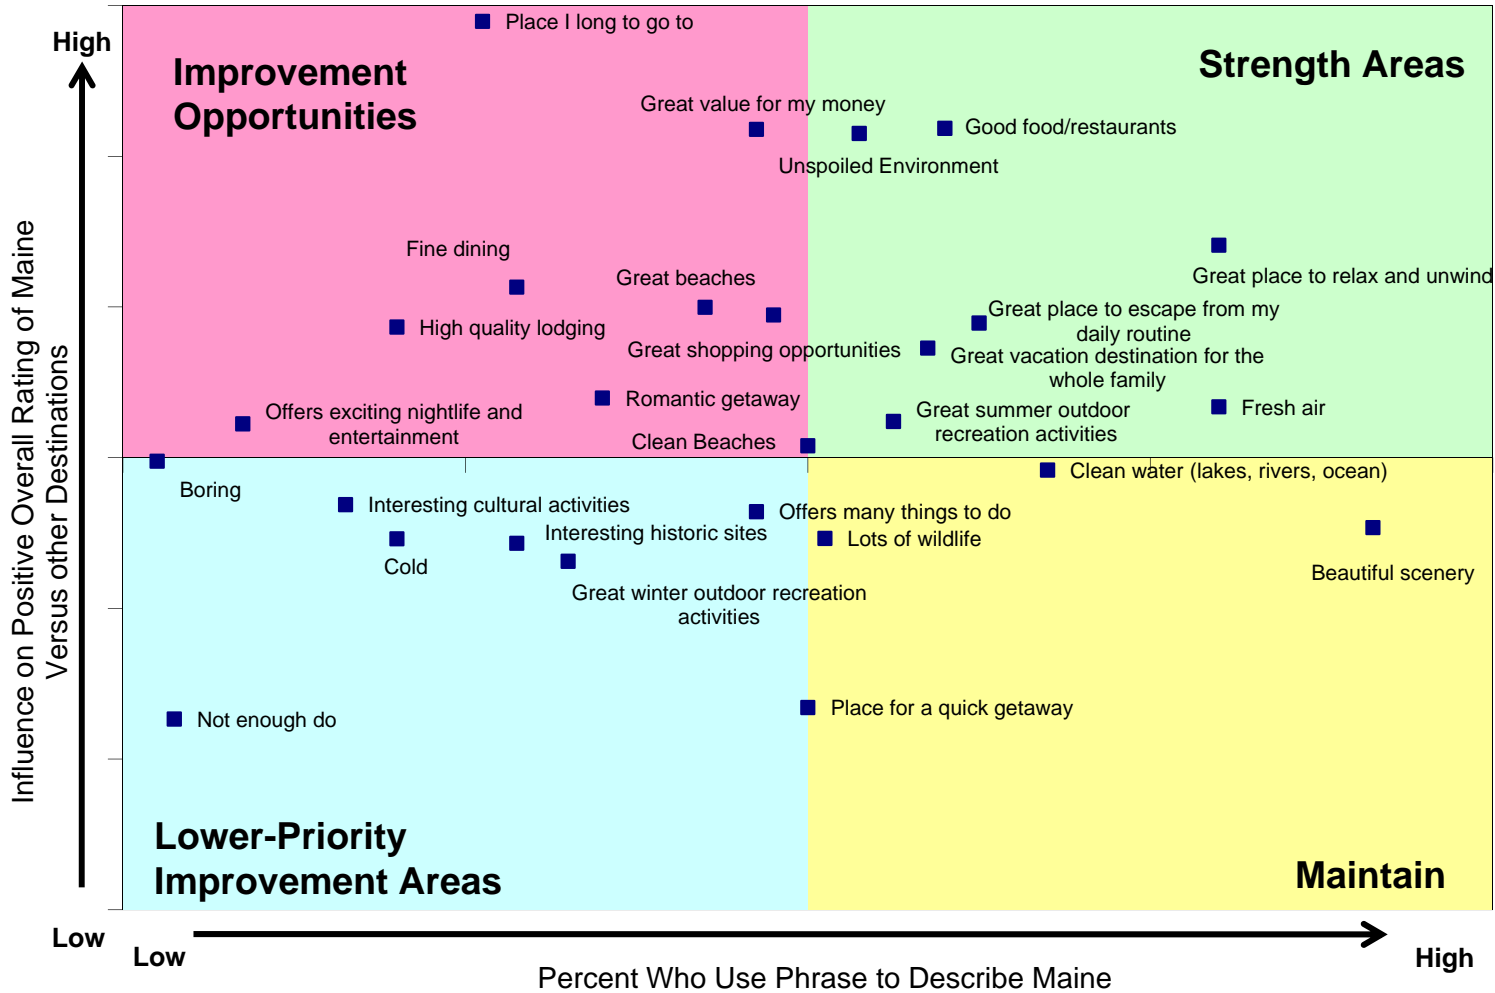 High
Place I long to go to
Improvement
Opportunities
Strength Areas
Great value for my money
Good food/restaurants
Unspoiled Environment
Fine dining
Great beaches
Great place to relax and unwind
High quality lodging
Great place to escape from my
daily routine
Great shopping opportunities
Great vacation destination for the
whole family
Romantic getaway
Offers exciting nightlife and
entertainment
Great summer outdoor
recreation activities
Fresh air
Clean Beaches
Clean water (lakes, rivers, ocean)
Boring
Interesting cultural activities
Offers many things to do
Interesting historic sites
Lots of wildlife
Cold
Beautiful scenery
Great winter outdoor recreation
activities
Place for a quick getaway
Not enough do
Lower-Priority
Improvement Areas
Maintain
Influence on Positive Overall Rating of Maine
Versus other Destinations
Low
Low
High
Percent Who Use Phrase to Describe Maine